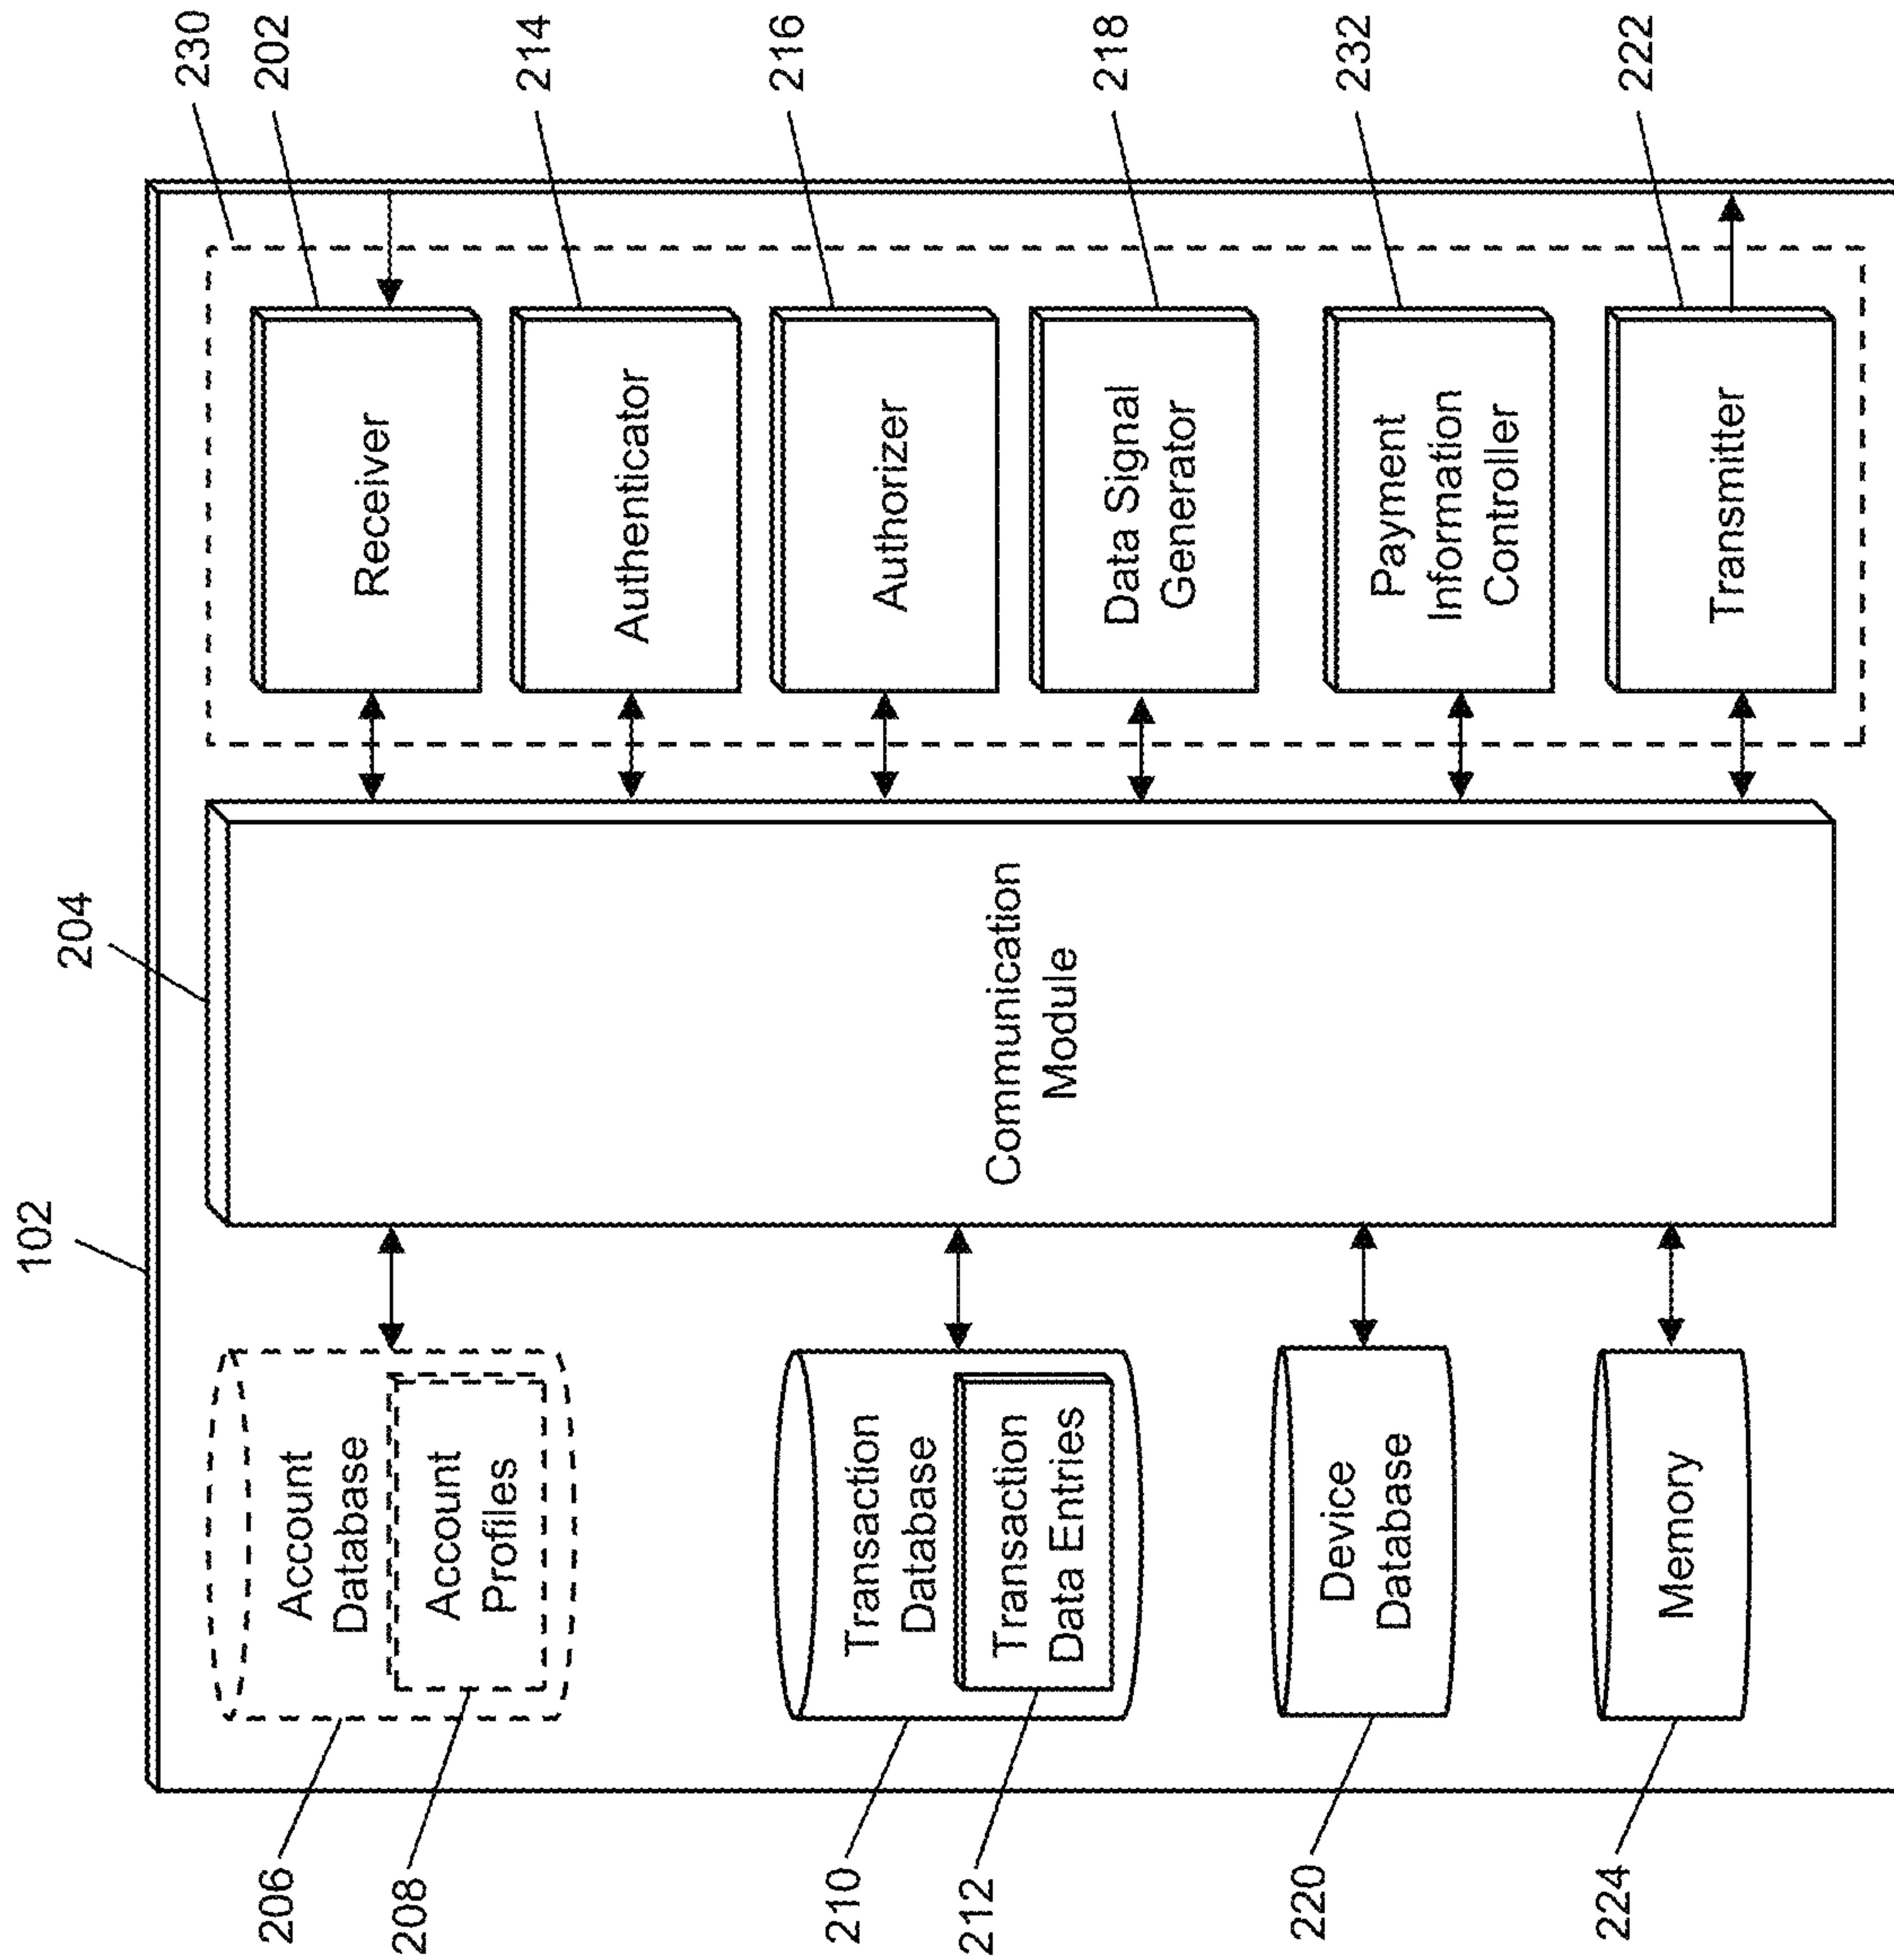 102
204
230
206
208
210
212
220
224
Account
Database
Account
Profiles
Transaction
Database
Transaction
Data Entries
Device
Database
Memory
Communication
Module
Receiver
Authenticator
Authorizer
Data Signal
Generator
Payment
Information
Controller
Transmitter
202
214
216
218
232
222